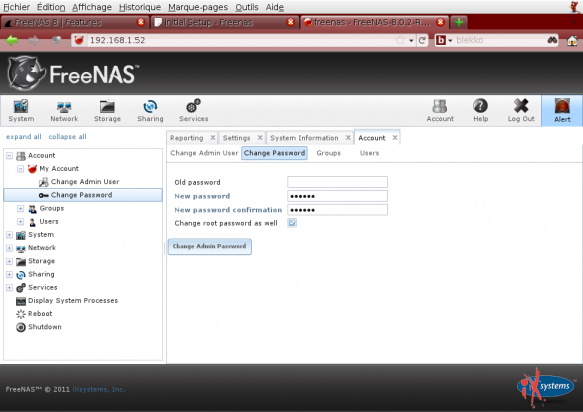 Fichier Édition Affichage Historique Marque-pages Outils Aide
FreeNAS 8 | Features
Initial Setup - Freenas
freenas - FreeNAS-8.0.2-R...
192.168.1.52
blekko
FreeNAS™
System Network Storage Sharing Services Account Help Log Out Alert
expand all collapse all
Reporting Settings System Information Account
Change Admin User Change Password Groups Users
Account
My Account
Change Admin User
Change Password
Groups
Users
System
Network
Storage
Sharing
Services
Display System Processes
Reboot
Shutdown
Old password
New password ••••••
New password confirmation ••••••
Change root password as well
Change Admin Password
FreeNAS™ © 2011 iXsystems, Inc.
iXsystems